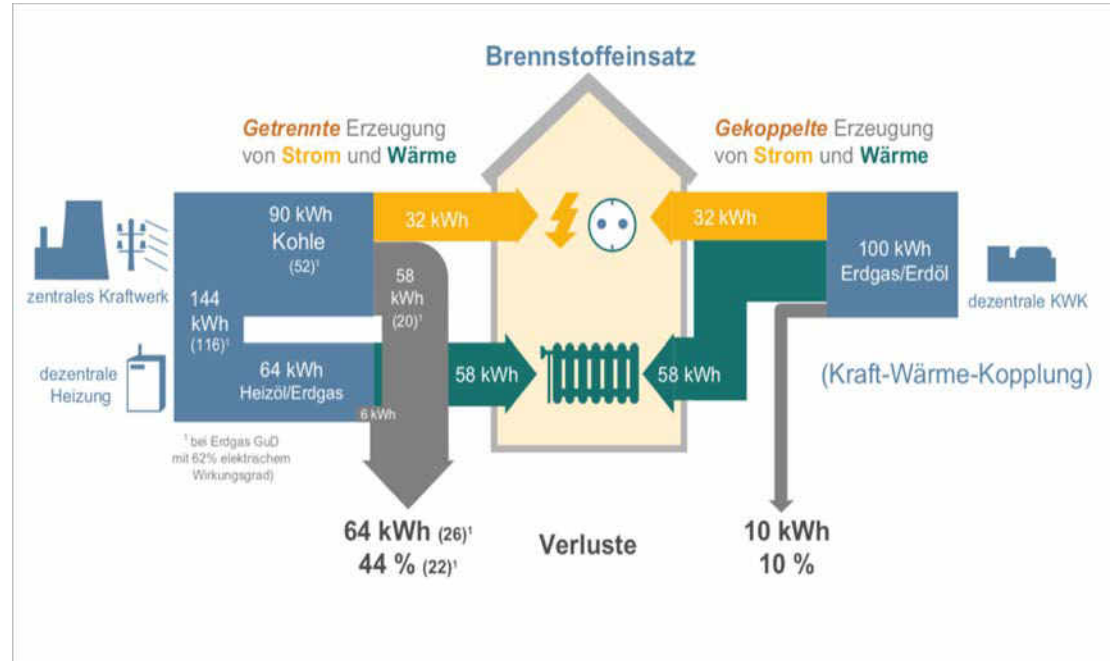 Brennstoffeinsatz
Getrennte Erzeugung
von Strom und Wärme
Gekoppelte Erzeugung
von Strom und Wärme
zentrales Kraftwerk
90 kWh
Kohle
(52)¹
32 kWh
32 kWh
100 kWh
Erdgas/Erdöl
dezentrale KWK
144
kWh
(116)¹
58
kWh
(20)¹
dezentrale
Heizung
64 kWh
Heizöl/Erdgas
6 kWh
58 kWh
58 kWh
(Kraft-Wärme-Kopplung)
¹ bei Erdgas GuD
mit 62% elektrischem
Wirkungsgrad)
64 kWh (26)¹
44 % (22)¹
Verluste
10 kWh
10 %